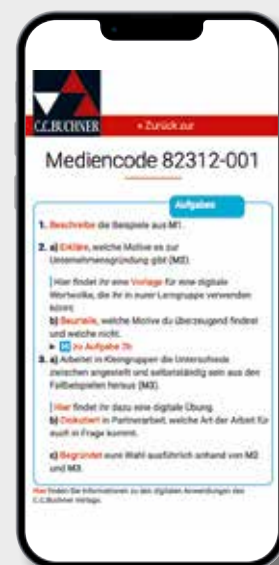 C.C.BUCHNER
« Zurück zur
Mediencode 82312-001
Aufgaben
1. Beschreibe die Beispiele aus M1.
2. a) Erkläre, welche Motive es zur
Unternehmensgründung gibt (M2).
Hier findet ihr eine Vorlage für eine digitale
Wortwolke, die ihr in eurer Lerngruppe verwenden
könnt.
b) Beurteile, welche Motive du überzeugend findest
und welche nicht.
zu Aufgabe 2b
3. a) Arbeitet in Kleingruppen die Unterschiede
zwischen angestellt und selbstständig sein aus den
Fallbeispielen heraus (M3).
Hier findet ihr dazu eine digitale Übung.
b) Diskutiert in Partnerarbeit, welche Art der Arbeit für
euch in Frage kommt.
c) Begründet eure Wahl ausführlich anhand von M2
und M3.
Hier finden Sie Informationen zu den digitalen Anwendungen des
C.C.Buchner Verlags.